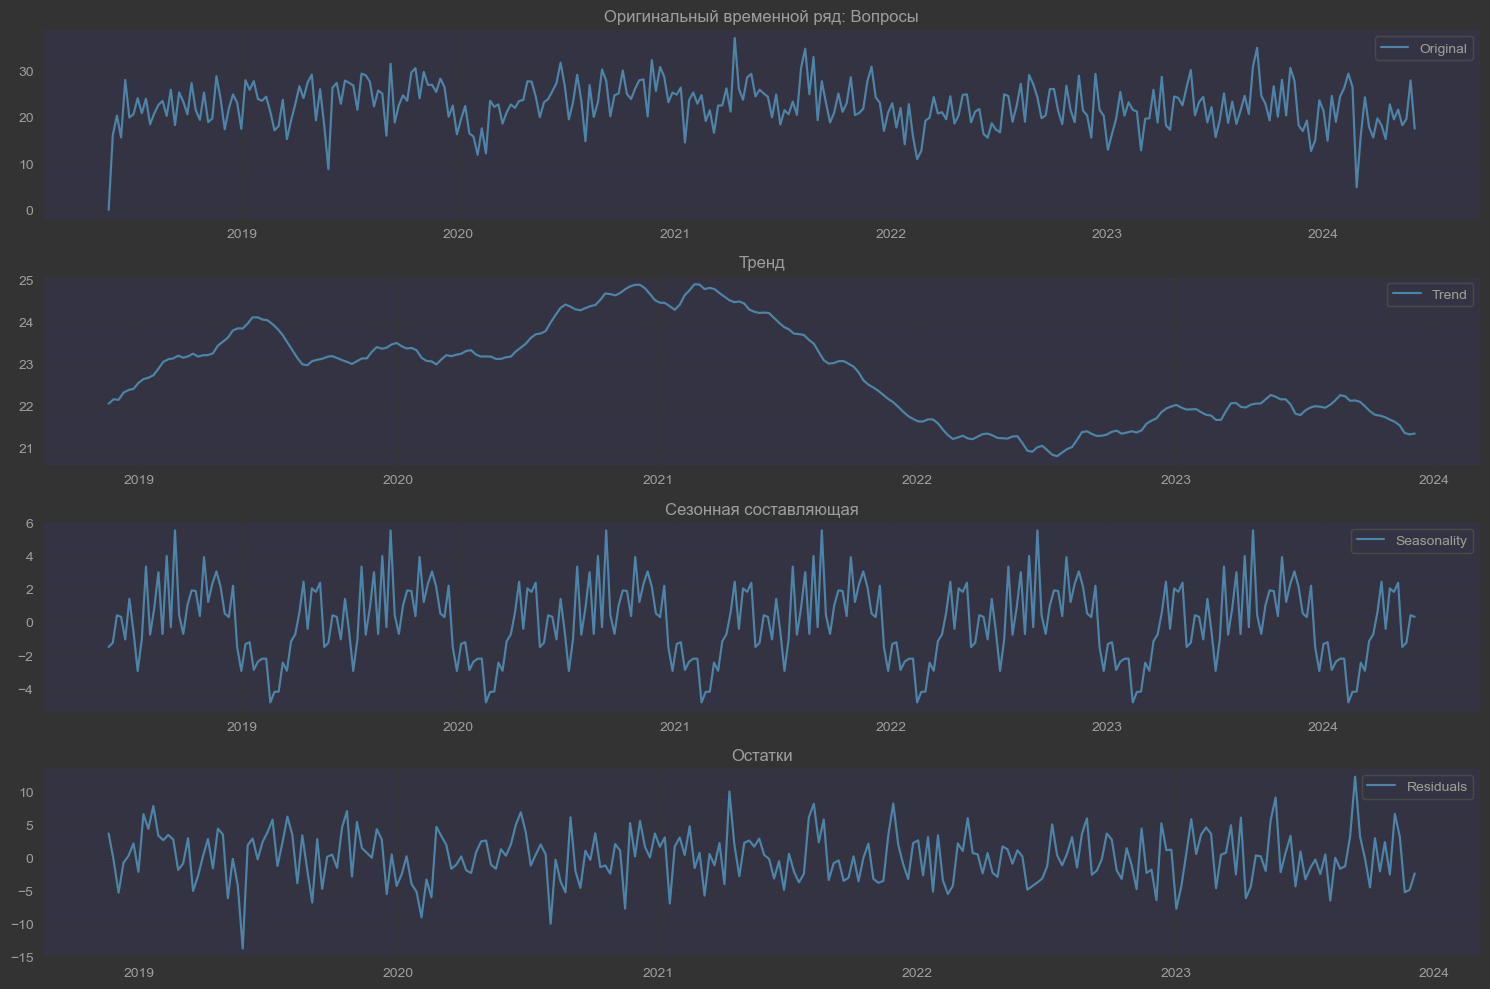 Оригинальный временной ряд: Вопросы
Original
30
20
10
0
2019 2020 2021 2022 2023 2024
Тренд
Trend
25
24
23
22
21
2019 2020 2021 2022 2023 2024
Сезонная составляющая
Seasonality
6
4
2
0
−2
−4
2019 2020 2021 2022 2023 2024
Остатки
Residuals
10
5
0
−5
−10
−15
2019 2020 2021 2022 2023 2024